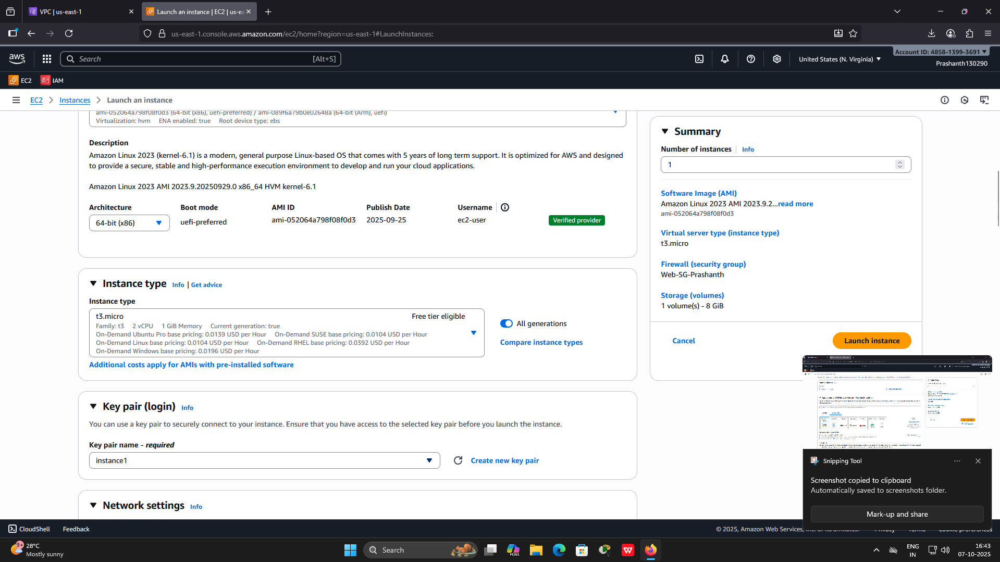 VPC | us-east-1
Launch an instance | EC2 | us-ea
us-east-1.console.aws.amazon.com/ec2/home?region=us-east-1#LaunchInstances:
aws
Search
[Alt+S]
United States (N. Virginia)
Account ID: 4858-1399-3691
Prashanth130290
EC2
IAM
EC2
Instances
Launch an instance
ami-052064a798f08f0d3 (64-bit (x86), uefi-preferred) / ami-089f6a79b0e02648a (64-bit (Arm), uefi)
Virtualization: hvm ENA enabled: true Root device type: ebs
Description
Amazon Linux 2023 (kernel-6.1) is a modern, general purpose Linux-based OS that comes with 5 years of long term support. It is optimized for AWS and designed
to provide a secure, stable and high-performance execution environment to develop and run your cloud applications.
Amazon Linux 2023 AMI 2023.9.20250929.0 x86_64 HVM kernel-6.1
Architecture Boot mode AMI ID Publish Date Username
64-bit (x86) uefi-preferred ami-052064a798f08f0d3 2025-09-25 ec2-user Verified provider
Instance type Info | Get advice
Instance type
t3.micro Free tier eligible
Family: t3 2 vCPU 1 GiB Memory Current generation: true
On-Demand Ubuntu Pro base pricing: 0.0139 USD per Hour On-Demand SUSE base pricing: 0.0104 USD per Hour
On-Demand Linux base pricing: 0.0104 USD per Hour On-Demand RHEL base pricing: 0.0392 USD per Hour
On-Demand Windows base pricing: 0.0196 USD per Hour
All generations
Compare instance types
Additional costs apply for AMIs with pre-installed software
Key pair (login) Info
You can use a key pair to securely connect to your instance. Ensure that you have access to the selected key pair before you launch the instance.
Key pair name - required
instance1
Create new key pair
Network settings Info
Summary
Number of instances Info
1
Software Image (AMI)
Amazon Linux 2023 AMI 2023.9.2...read more
ami-052064a798f08f0d3
Virtual server type (instance type)
t3.micro
Firewall (security group)
Web-SG-Prashanth
Storage (volumes)
1 volume(s) - 8 GiB
Cancel
Launch instance
Snipping Tool
Screenshot copied to clipboard
Automatically saved to screenshots folder.
Mark-up and share
CloudShell Feedback
© 2025, Amazon Web Services,
9+
28°C
Mostly sunny
Search
M365
ENG
IN
16:43
07-10-2025